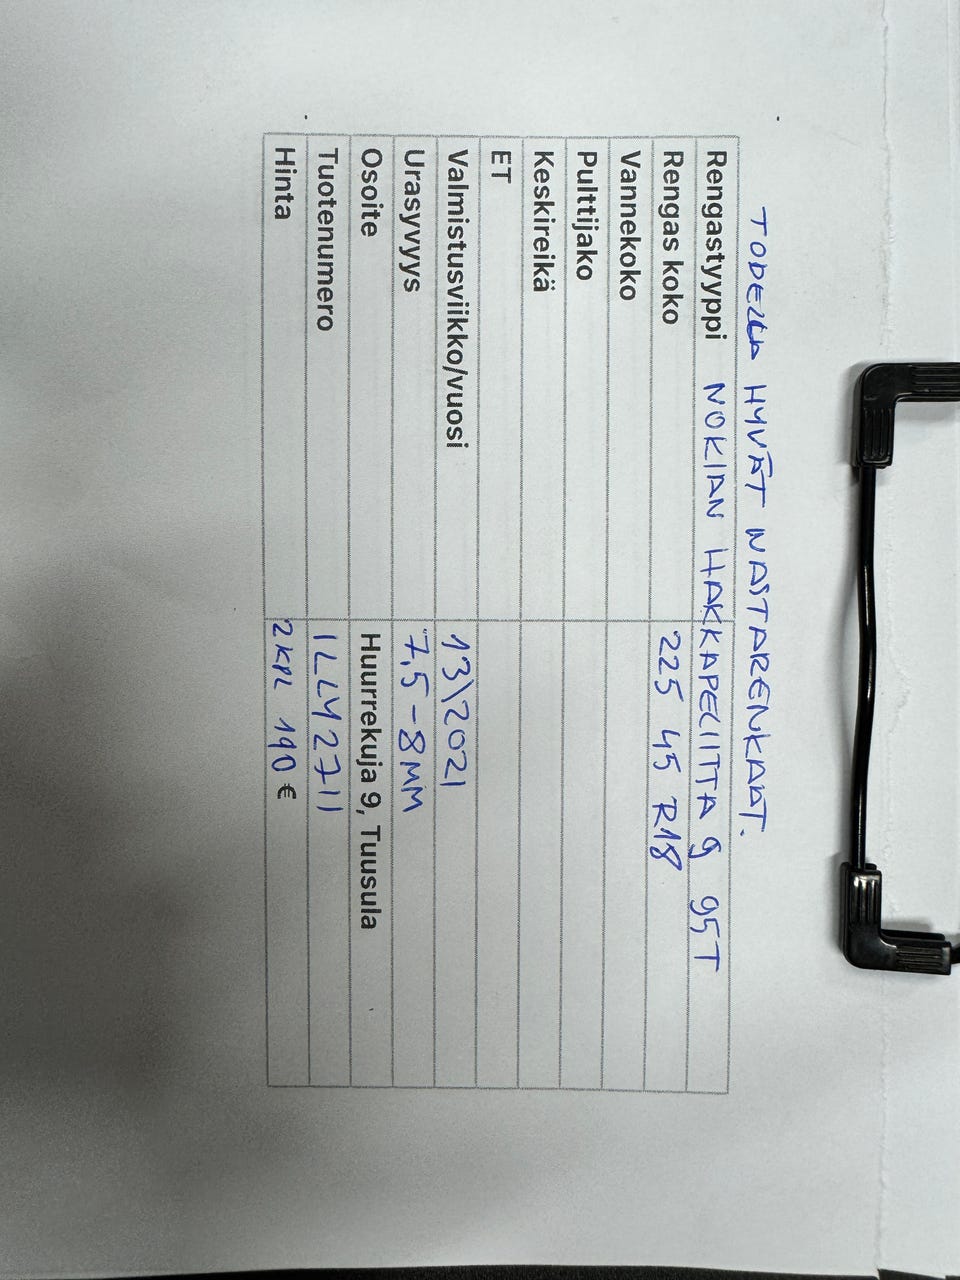 TODELLA HYVÄT NASTARENKAAT.
Rengastyyppi NOKIAN HAKKAPELIITTA 9 95T
Rengas koko 225 45 R18
Vannekoko
Pulttijako
Keskireikä
ET
Valmistusviikko/vuosi 13\2021
Urasyvyys 7,5-8MM
Osoite Huurrekuja 9, Tuusula
Tuotenumero ILLY2711
Hinta 2KPL 190 €